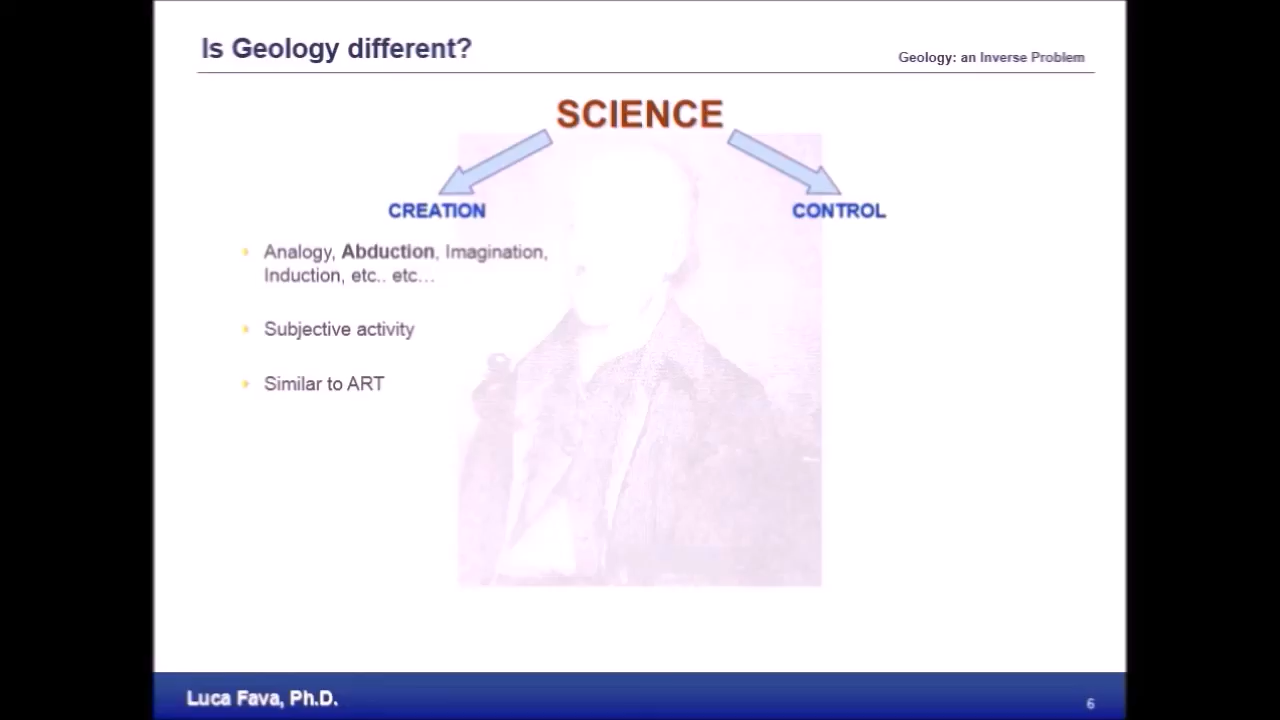 Is Geology different?
Geology: an Inverse Problem
SCIENCE
CREATION
CONTROL
Analogy, Abduction, Imagination,
Induction, etc.. etc...
Subjective activity
Similar to ART
Luca Fava, Ph.D.
6